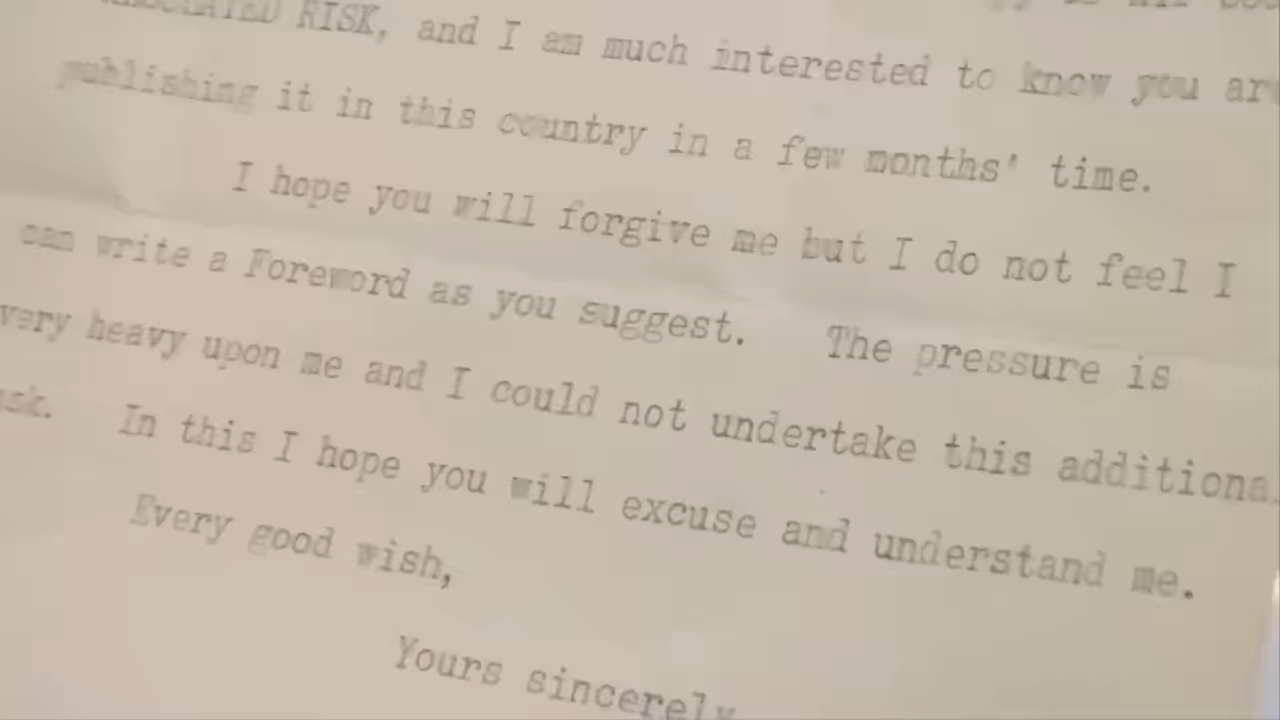 RISK, and I am much interested to know you are
publishing it in this country in a few months' time.
I hope you will forgive me but I do not feel I
can write a Foreword as you suggest. The pressure is
very heavy upon me and I could not undertake this additional
In this I hope you will excuse and understand me.
Every good wish,
Yours sincerely